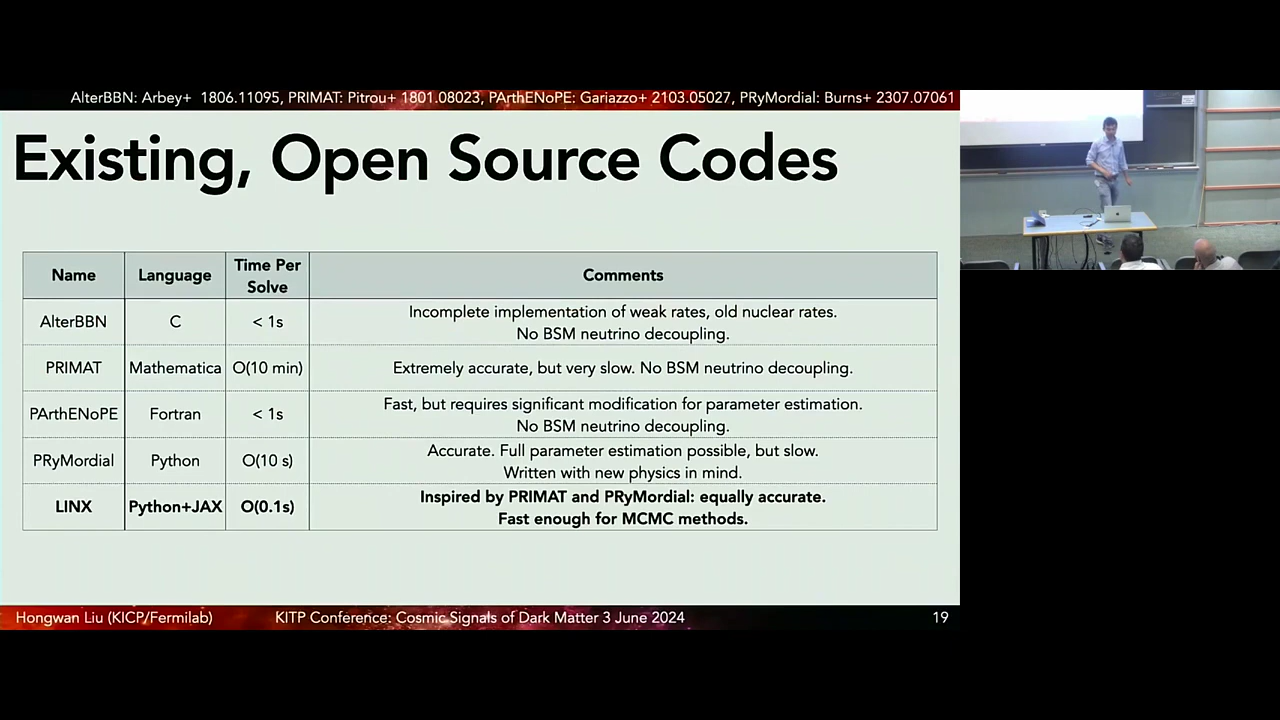 AlterBBN: Arbey+ 1806.11095, PRIMAT: Pitrou+ 1801.08023, PArthENoPE: Gariazzo+ 2103.05027, PRyMordial: Burns+ 2307.07061
Existing, Open Source Codes
Name Language Time Per Solve Comments
AlterBBN C < 1s Incomplete implementation of weak rates, old nuclear rates.
No BSM neutrino decoupling.
PRIMAT Mathematica O(10 min) Extremely accurate, but very slow. No BSM neutrino decoupling.
PArthENoPE Fortran < 1s Fast, but requires significant modification for parameter estimation.
No BSM neutrino decoupling.
PRyMordial Python O(10 s) Accurate. Full parameter estimation possible, but slow.
Written with new physics in mind.
LINX Python+JAX O(0.1s) Inspired by PRIMAT and PRyMordial: equally accurate.
Fast enough for MCMC methods.
Hongwan Liu (KICP/Fermilab) KITP Conference: Cosmic Signals of Dark Matter 3 June 2024 19